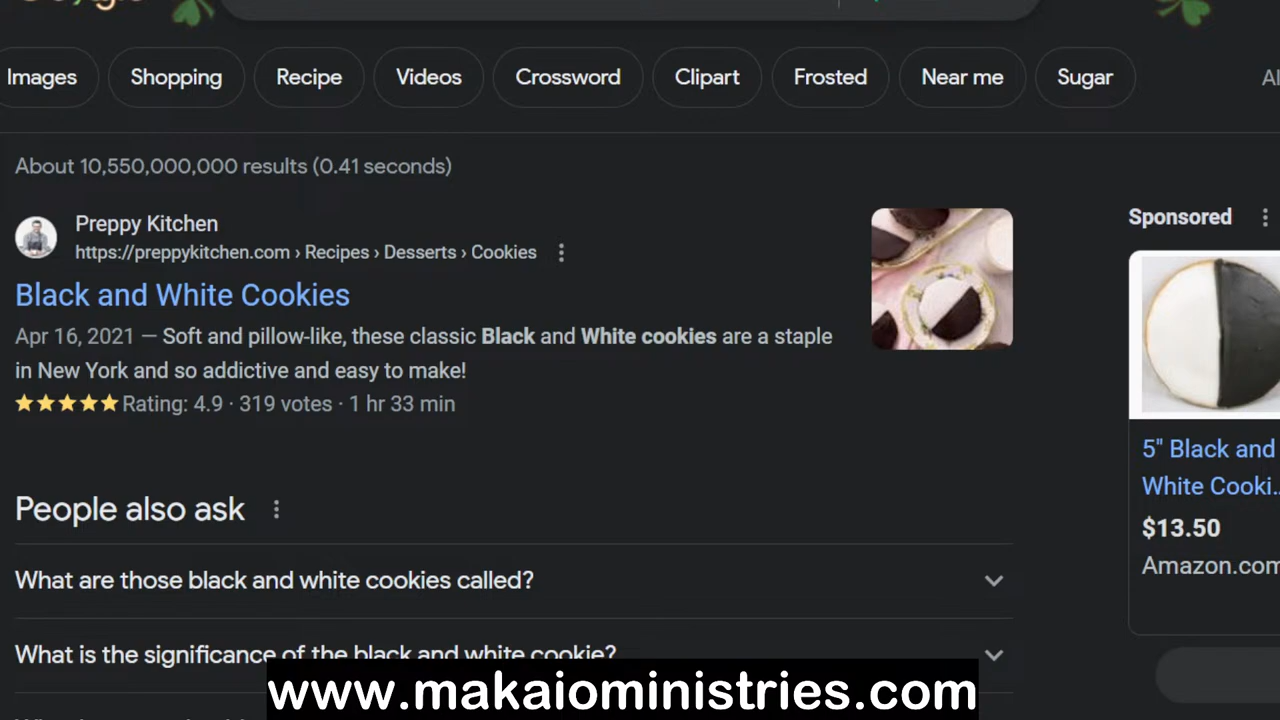 Images Shopping Recipe Videos Crossword Clipart Frosted Near me Sugar
About 10,550,000,000 results (0.41 seconds)
Preppy Kitchen
https://preppykitchen.com › Recipes › Desserts › Cookies
Black and White Cookies
Apr 16, 2021 — Soft and pillow-like, these classic Black and White cookies are a staple
in New York and so addictive and easy to make!
Rating: 4.9 · 319 votes · 1 hr 33 min
Sponsored
5" Black and
White Cooki..
$13.50
Amazon.com
People also ask
What are those black and white cookies called?
What is the significance of the black and white cookie?
www.makaiominictries.com